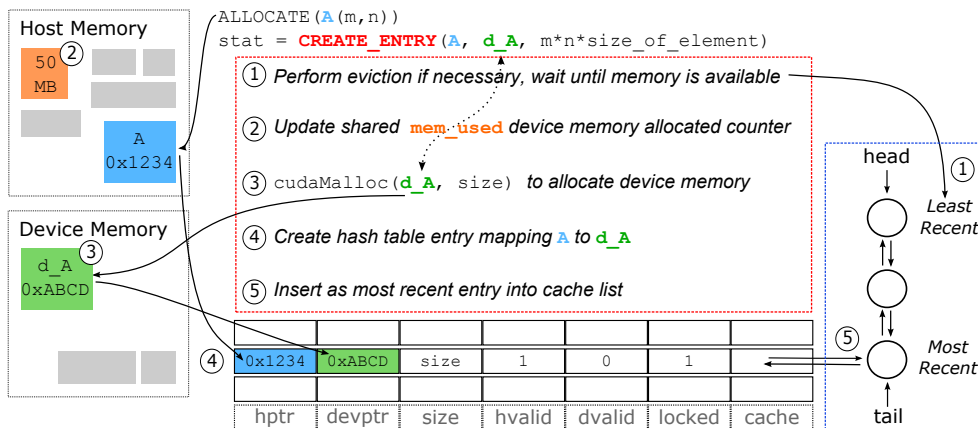 ALLOCATE(A(m,n))
stat = CREATE_ENTRY(A, d_A, m*n*size_of_element)
Host Memory
50
MB
2
A
0x1234
Device Memory
3
d_A
0xABCD
1 Perform eviction if necessary, wait until memory is available
2 Update shared mem_used device memory allocated counter
3 cudaMalloc(d_A, size) to allocate device memory
4 Create hash table entry mapping A to d_A
5 Insert as most recent entry into cache list
4 0x1234 0xABCD size 1 0 1
hptr devptr size hvalid dvalid locked cache
head
1
Least
Recent
5
Most
Recent
tail